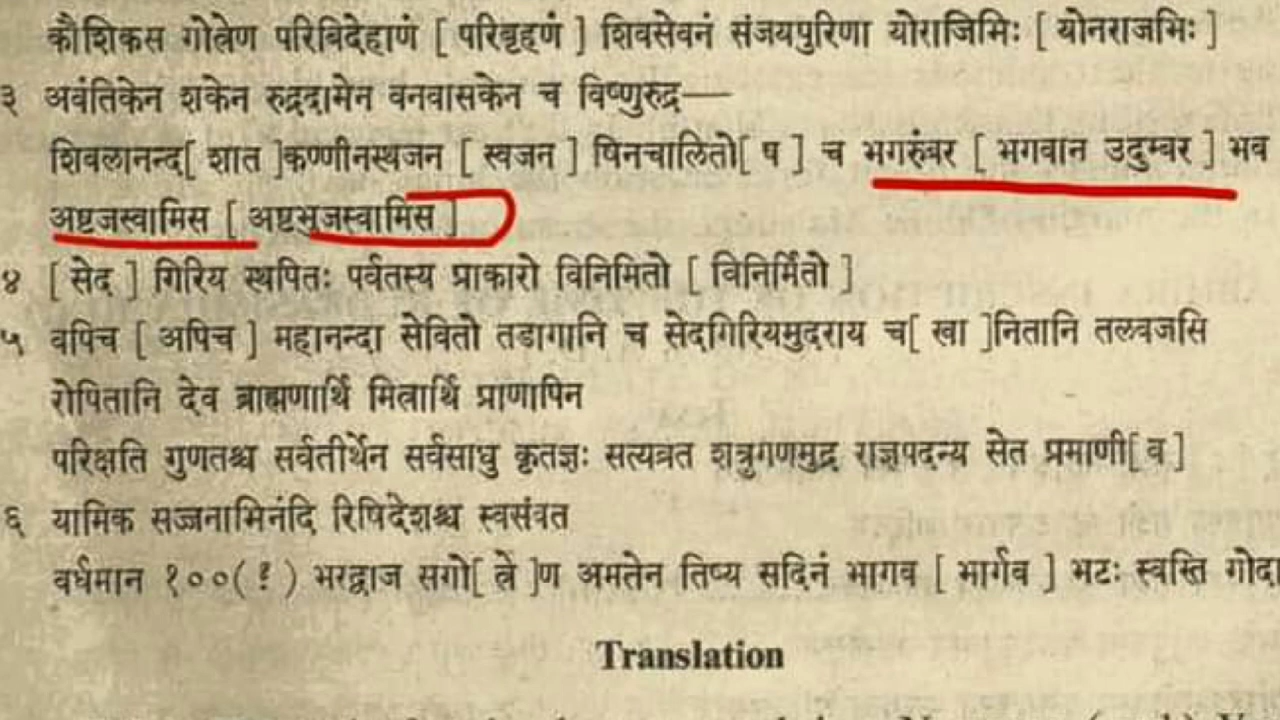 कौशिकस गोत्रेण परिबिदेहाणं [ परिबृहणं ] शिवसेवनं संजयपुरिणा योराजिमिः [ योनराजभिः ]
३ अवंतिकेन शकेन रुद्रदामेन वनवासकेन च विष्णुरुद्र—
शिवलानन्द[ शात ]कण्णीनस्थजन [ स्वजन ] पिनचालितो[ ष ] च भगरुंबर [ भगवान उदुम्बर ] भव
अष्टजस्वामिस [ अष्टभुजस्वामिस ]
४ [ सेद ] गिरिय स्थपितः पर्वतस्य प्राकारो विनिमितो [ विनिर्मितो ]
५ वपिच [ अपिच ] महानन्दा सेवितो तडागानि च सेदगिरियमुदराय च[ खा ]नितानि तलवजसि
रोपितानि देव ब्राह्मणार्थि मित्रार्थि प्राणापिन
परिक्षति गुणतश्च सर्वतीर्थेन सर्वसाधु कृतज्ञः सत्यव्रत शत्रुगणमुद्र राज्ञपदन्य सेत प्रमाणी[ व ]
६ यामिक सज्जनाभिनंदि रिषिदेशश्च स्वसंवत
वर्धमान १००(!) भरद्वाज सगो[ त्रे ]ण अमतेन तिष्य सदिनं भागव [ भार्गव ] भटः स्वस्ति गोदा
Translation